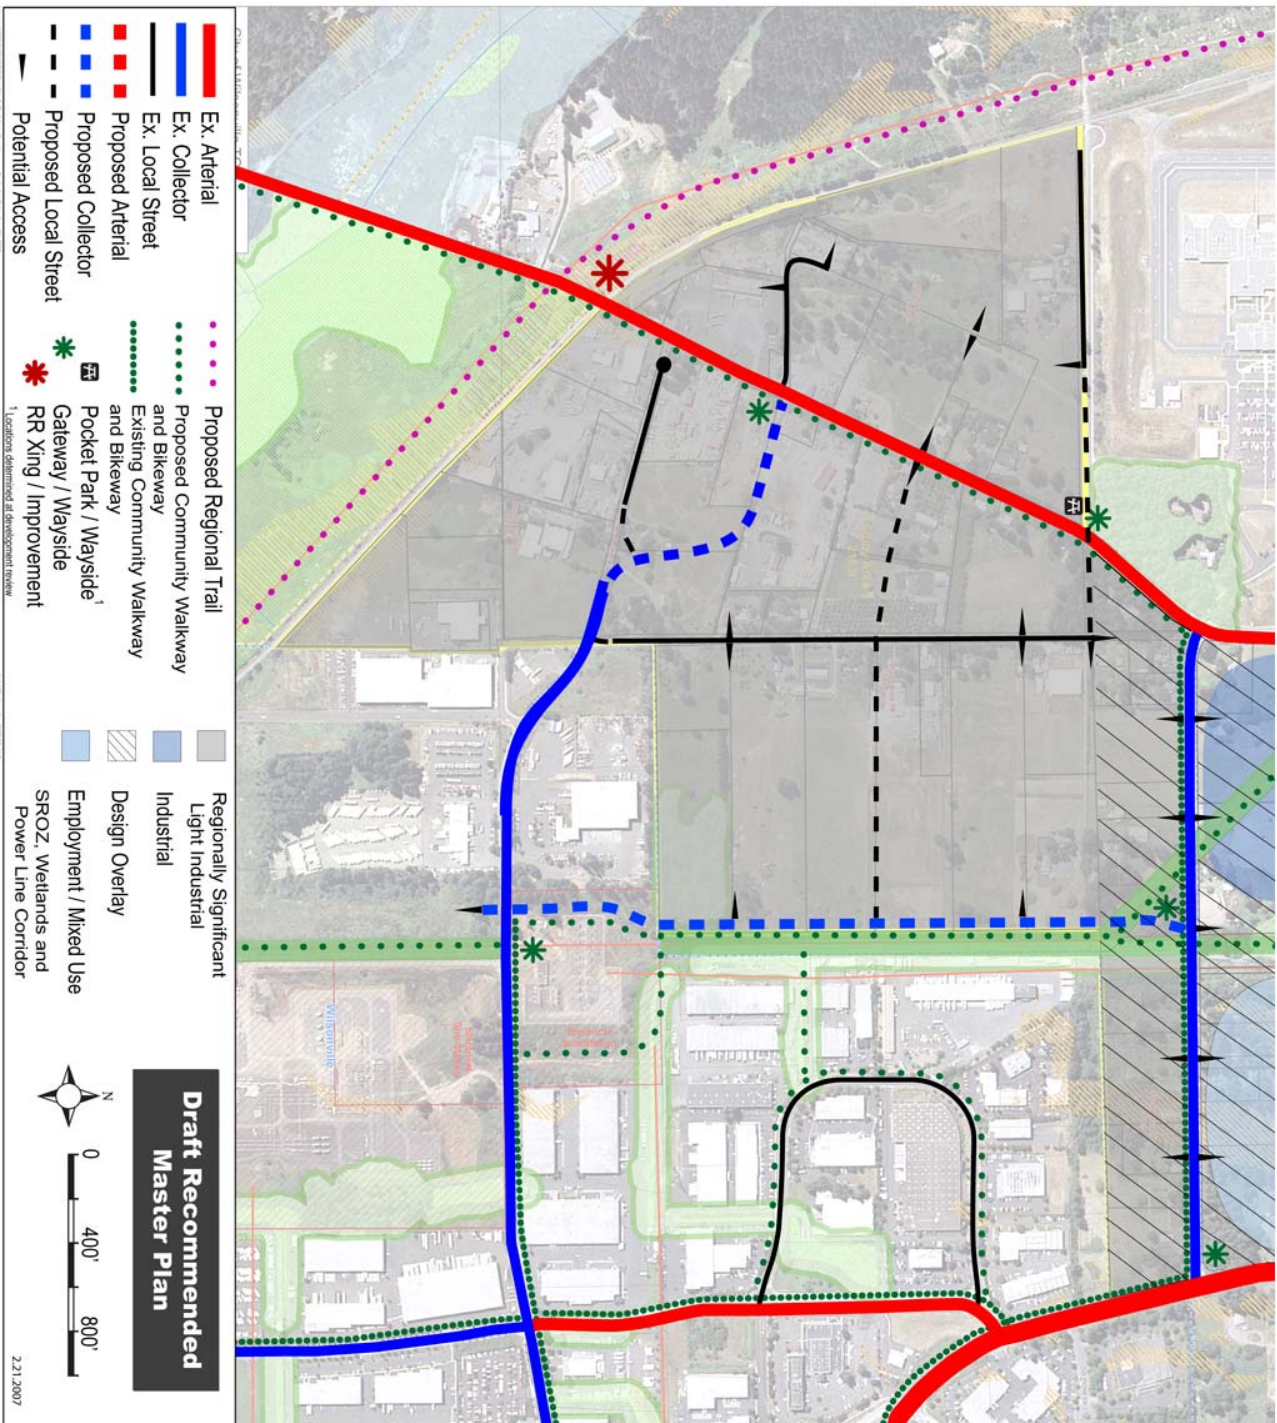 Ex. Arterial
Ex. Collector
Ex. Local Street
Proposed Arterial
Proposed Collector
Proposed Local Street
Potential Access
Proposed Regional Trail
Proposed Community Walkway
and Bikeway
Existing Community Walkway
and Bikeway
Pocket Park / Wayside¹
Gateway / Wayside
RR Xing / Improvement
¹ Locations determined at development review
Regionally Significant
Light Industrial
Industrial
Design Overlay
Employment / Mixed Use
SROZ, Wetlands and
Power Line Corridor
Draft Recommended
Master Plan
N
0
400'
800'
2.21.2007
Wilsonville